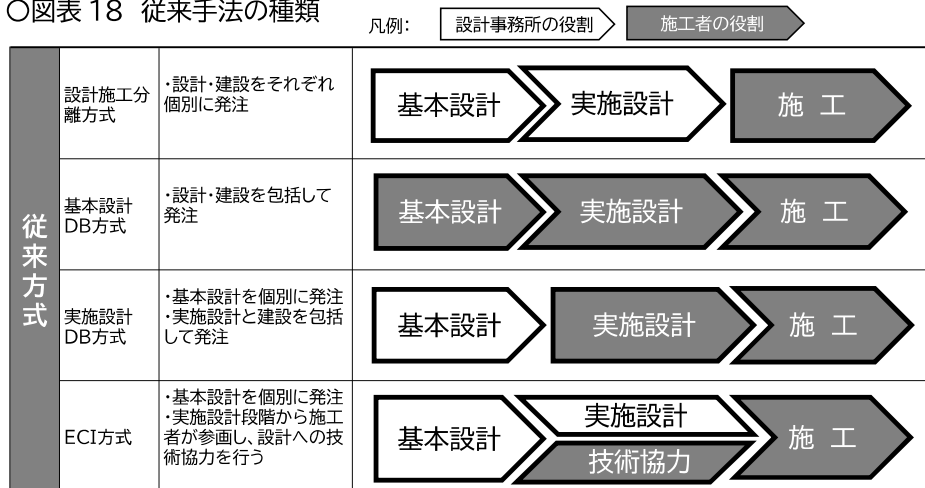 〇図表18 従来手法の種類
凡例:
設計事務所の役割
施工者の役割
従来方式
設計施工分
離方式
・設計・建設をそれぞれ
個別に発注
基本設計
実施設計
施 工
基本設計
DB方式
・設計・建設を包括して
発注
基本設計
実施設計
施 工
実施設計
DB方式
・基本設計を個別に発注
・実施設計と建設を包括
して発注
基本設計
実施設計
施 工
ECI方式
・基本設計を個別に発注
・実施設計段階から施工
者が参画し、設計への技
術協力を行う
基本設計
実施設計
技術協力
施 工